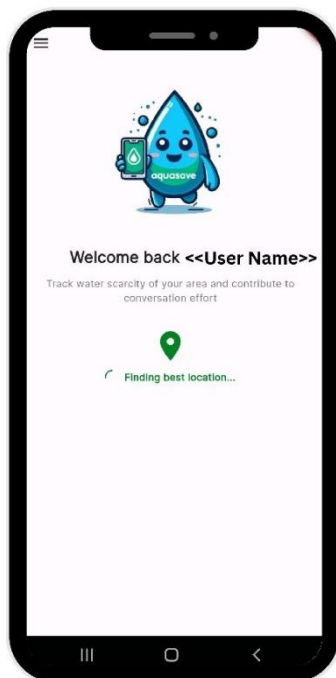 aquasave
Welcome back <<User Name>>
Track water scarcity of your area and contribute to
conversation effort
Finding best location...